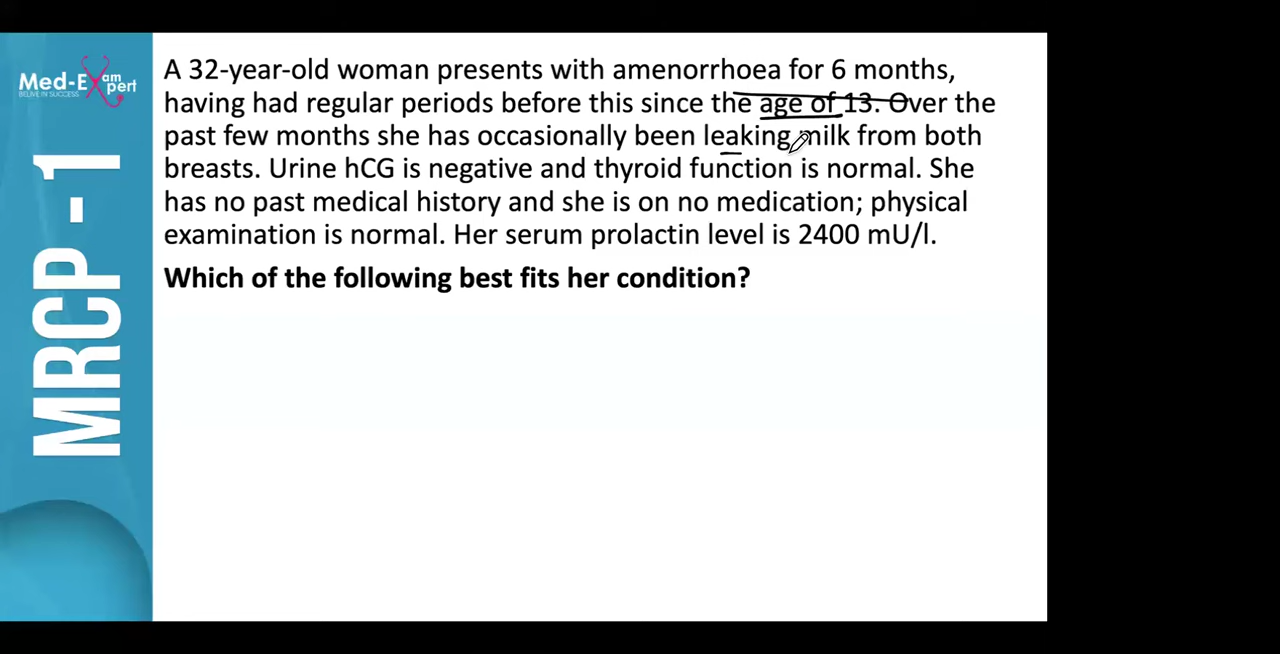 Med-Exam Expert
BELIVE IN SUCCESS
MRCP - 1
A 32-year-old woman presents with amenorrhoea for 6 months,
having had regular periods before this since the age of 13. Over the
past few months she has occasionally been leaking milk from both
breasts. Urine hCG is negative and thyroid function is normal. She
has no past medical history and she is on no medication; physical
examination is normal. Her serum prolactin level is 2400 mU/l.
Which of the following best fits her condition?